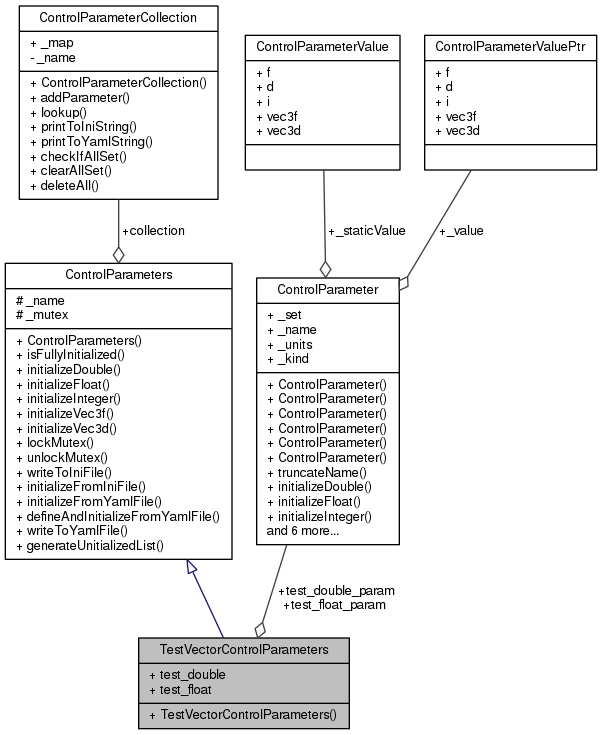 ControlParameterCollection
+ _map
- _name
+ ControlParameterCollection()
+ addParameter()
+ lookup()
+ printToIniString()
+ printToYamlString()
+ checkIfAllSet()
+ clearAllSet()
+ deleteAll()
ControlParameterValue
+ f
+ d
+ i
+ vec3f
+ vec3d
ControlParameterValuePtr
+ f
+ d
+ i
+ vec3f
+ vec3d
+collection
+_staticValue
+_value
ControlParameters
# _name
# _mutex
+ ControlParameters()
+ isFullyInitialized()
+ initializeDouble()
+ initializeFloat()
+ initializeInteger()
+ initializeVec3f()
+ initializeVec3d()
+ lockMutex()
+ unlockMutex()
+ writeToIniFile()
+ initializeFromIniFile()
+ initializeFromYamlFile()
+ defineAndInitializeFromYamlFile()
+ writeToYamlFile()
+ generateUnitializedList()
ControlParameter
+ _set
+ _name
+ _units
+ _kind
+ ControlParameter()
+ ControlParameter()
+ ControlParameter()
+ ControlParameter()
+ ControlParameter()
+ ControlParameter()
+ truncateName()
+ initializeDouble()
+ initializeFloat()
+ initializeInteger()
and 6 more...
+test_double_param
+test_float_param
TestVectorControlParameters
+ test_double
+ test_float
+ TestVectorControlParameters()